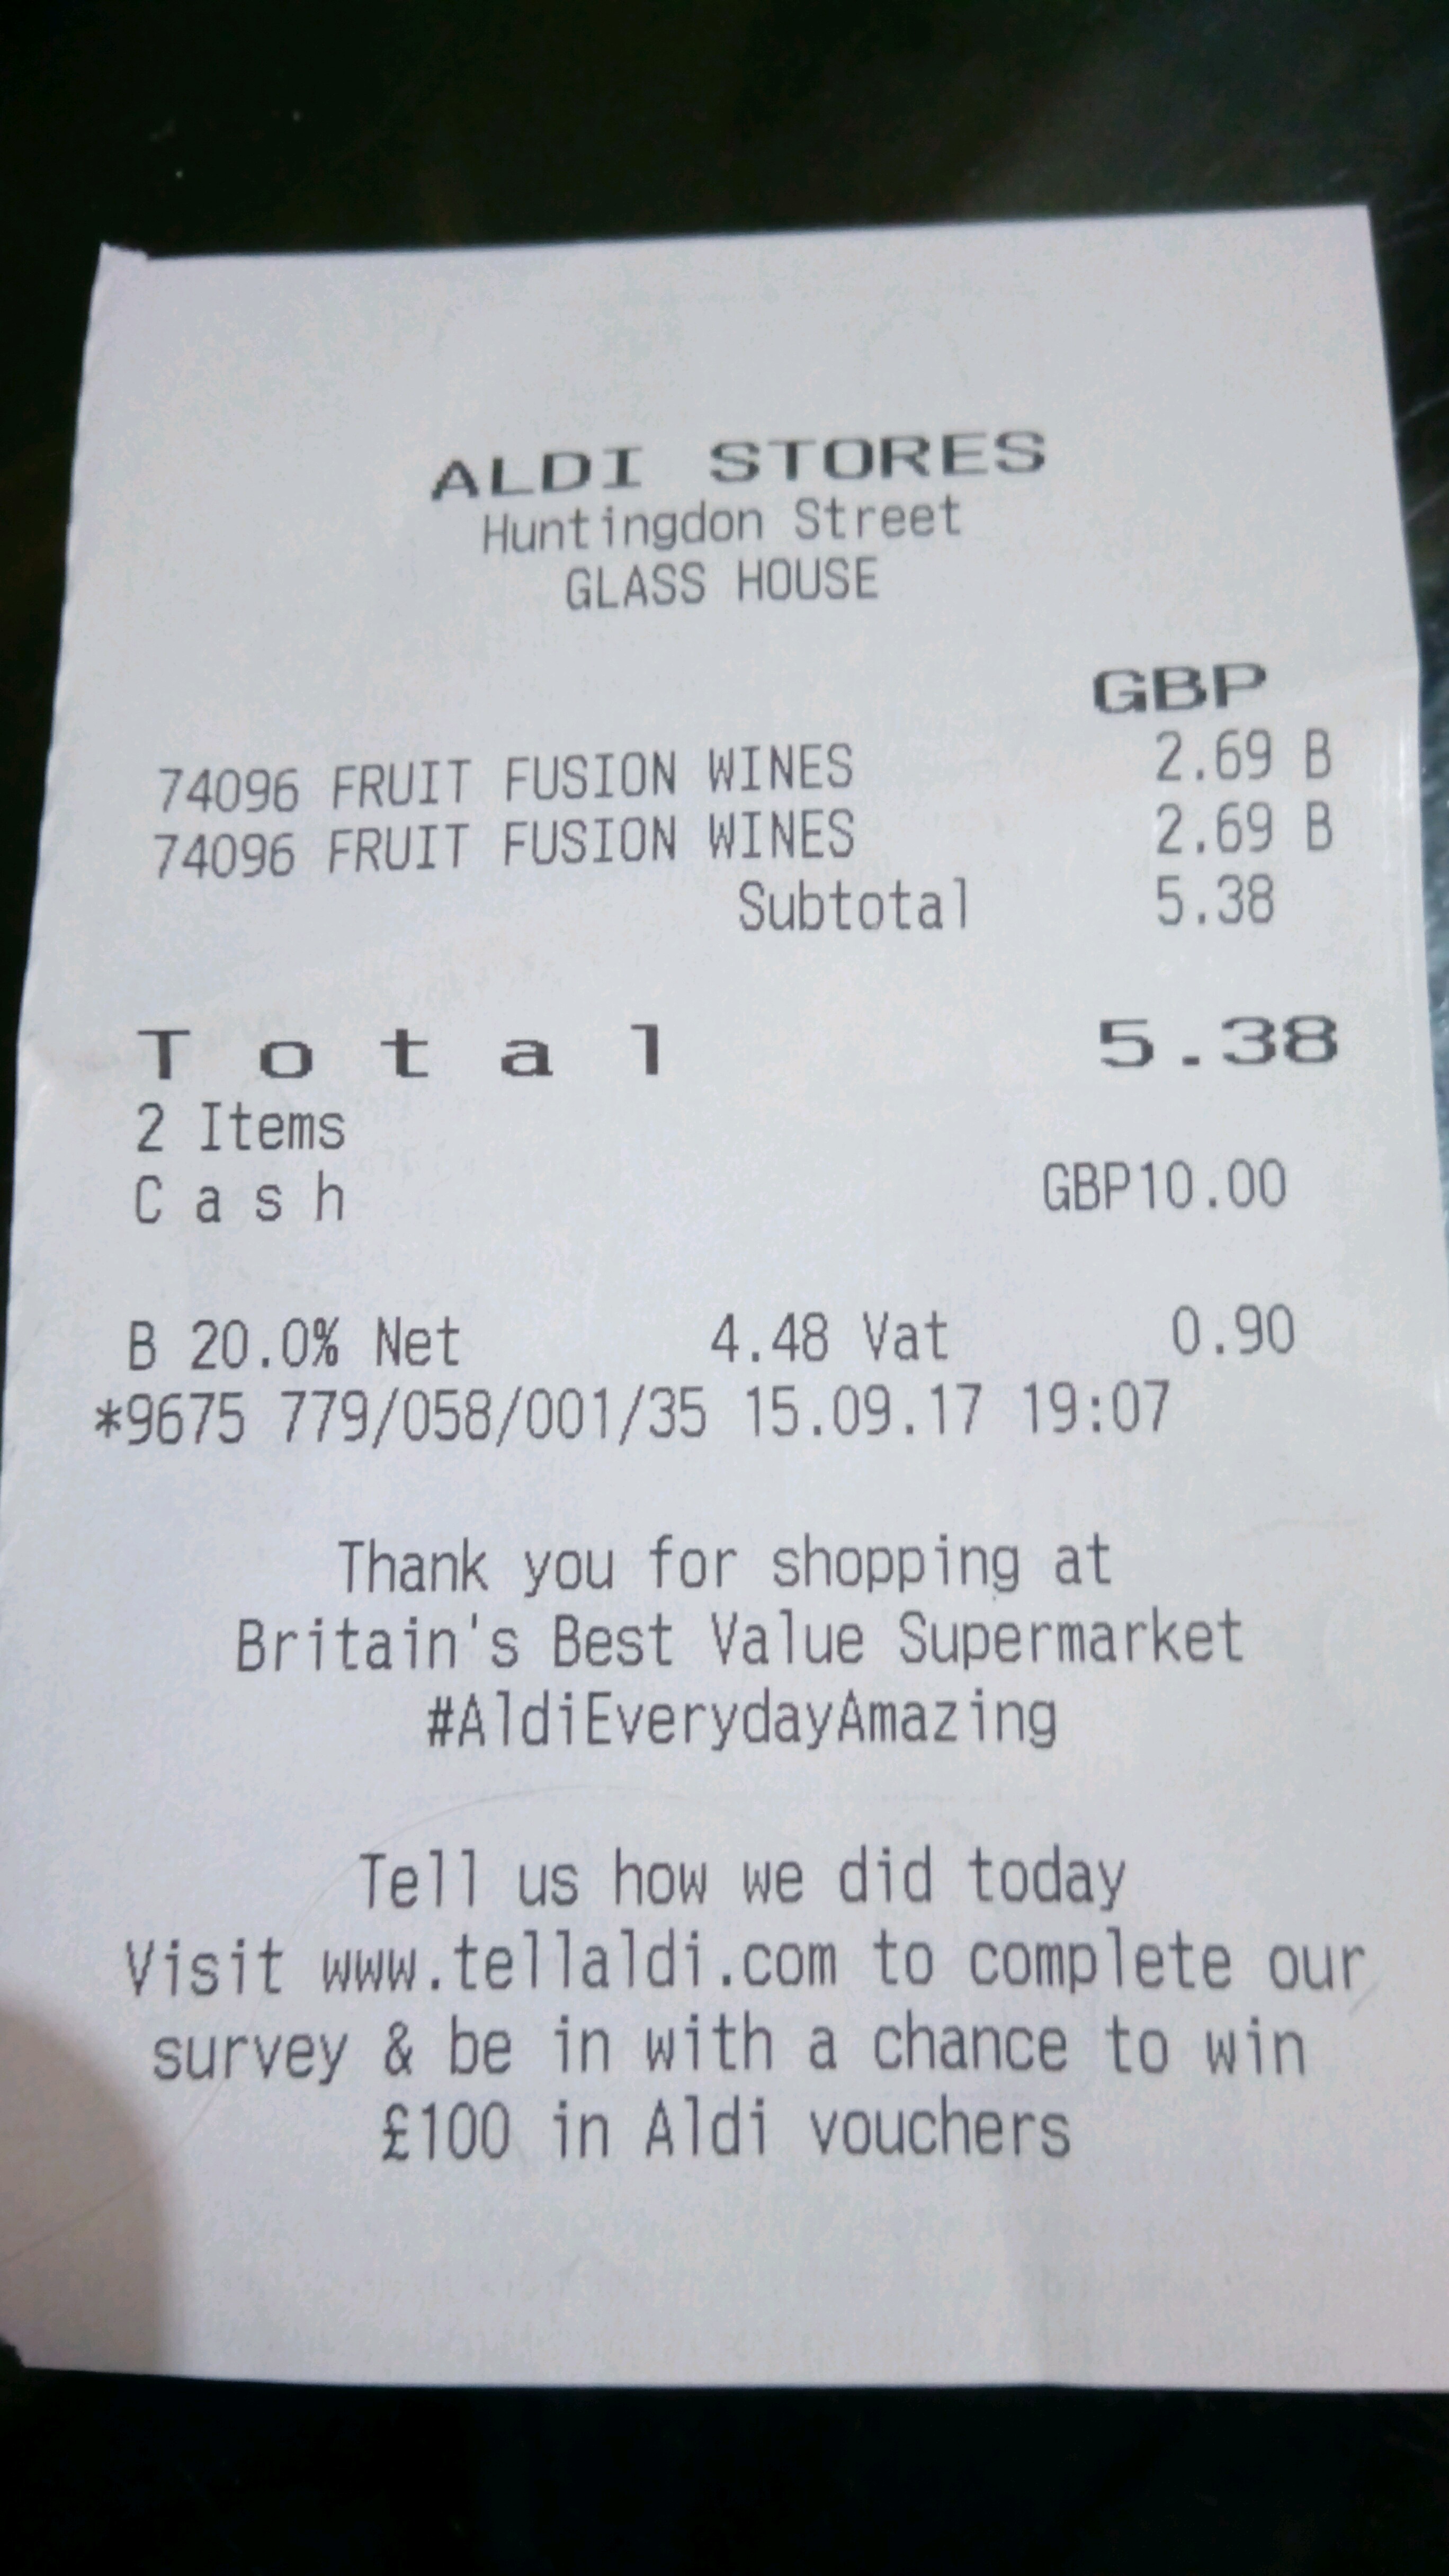 ALDI STORES
Huntingdon Street
GLASS HOUSE
GBP
74096 FRUIT FUSION WINES 2.69 B
74096 FRUIT FUSION WINES 2.69 B
Subtotal 5.38
Total 5.38
2 Items
Cash GBP10.00
B 20.0% Net 4.48 Vat 0.90
*9675 779/058/001/35 15.09.17 19:07
Thank you for shopping at
Britain's Best Value Supermarket
#AldiEverydayAmazing
Tell us how we did today
Visit www.tellaldi.com to complete our
survey & be in with a chance to win
£100 in Aldi vouchers